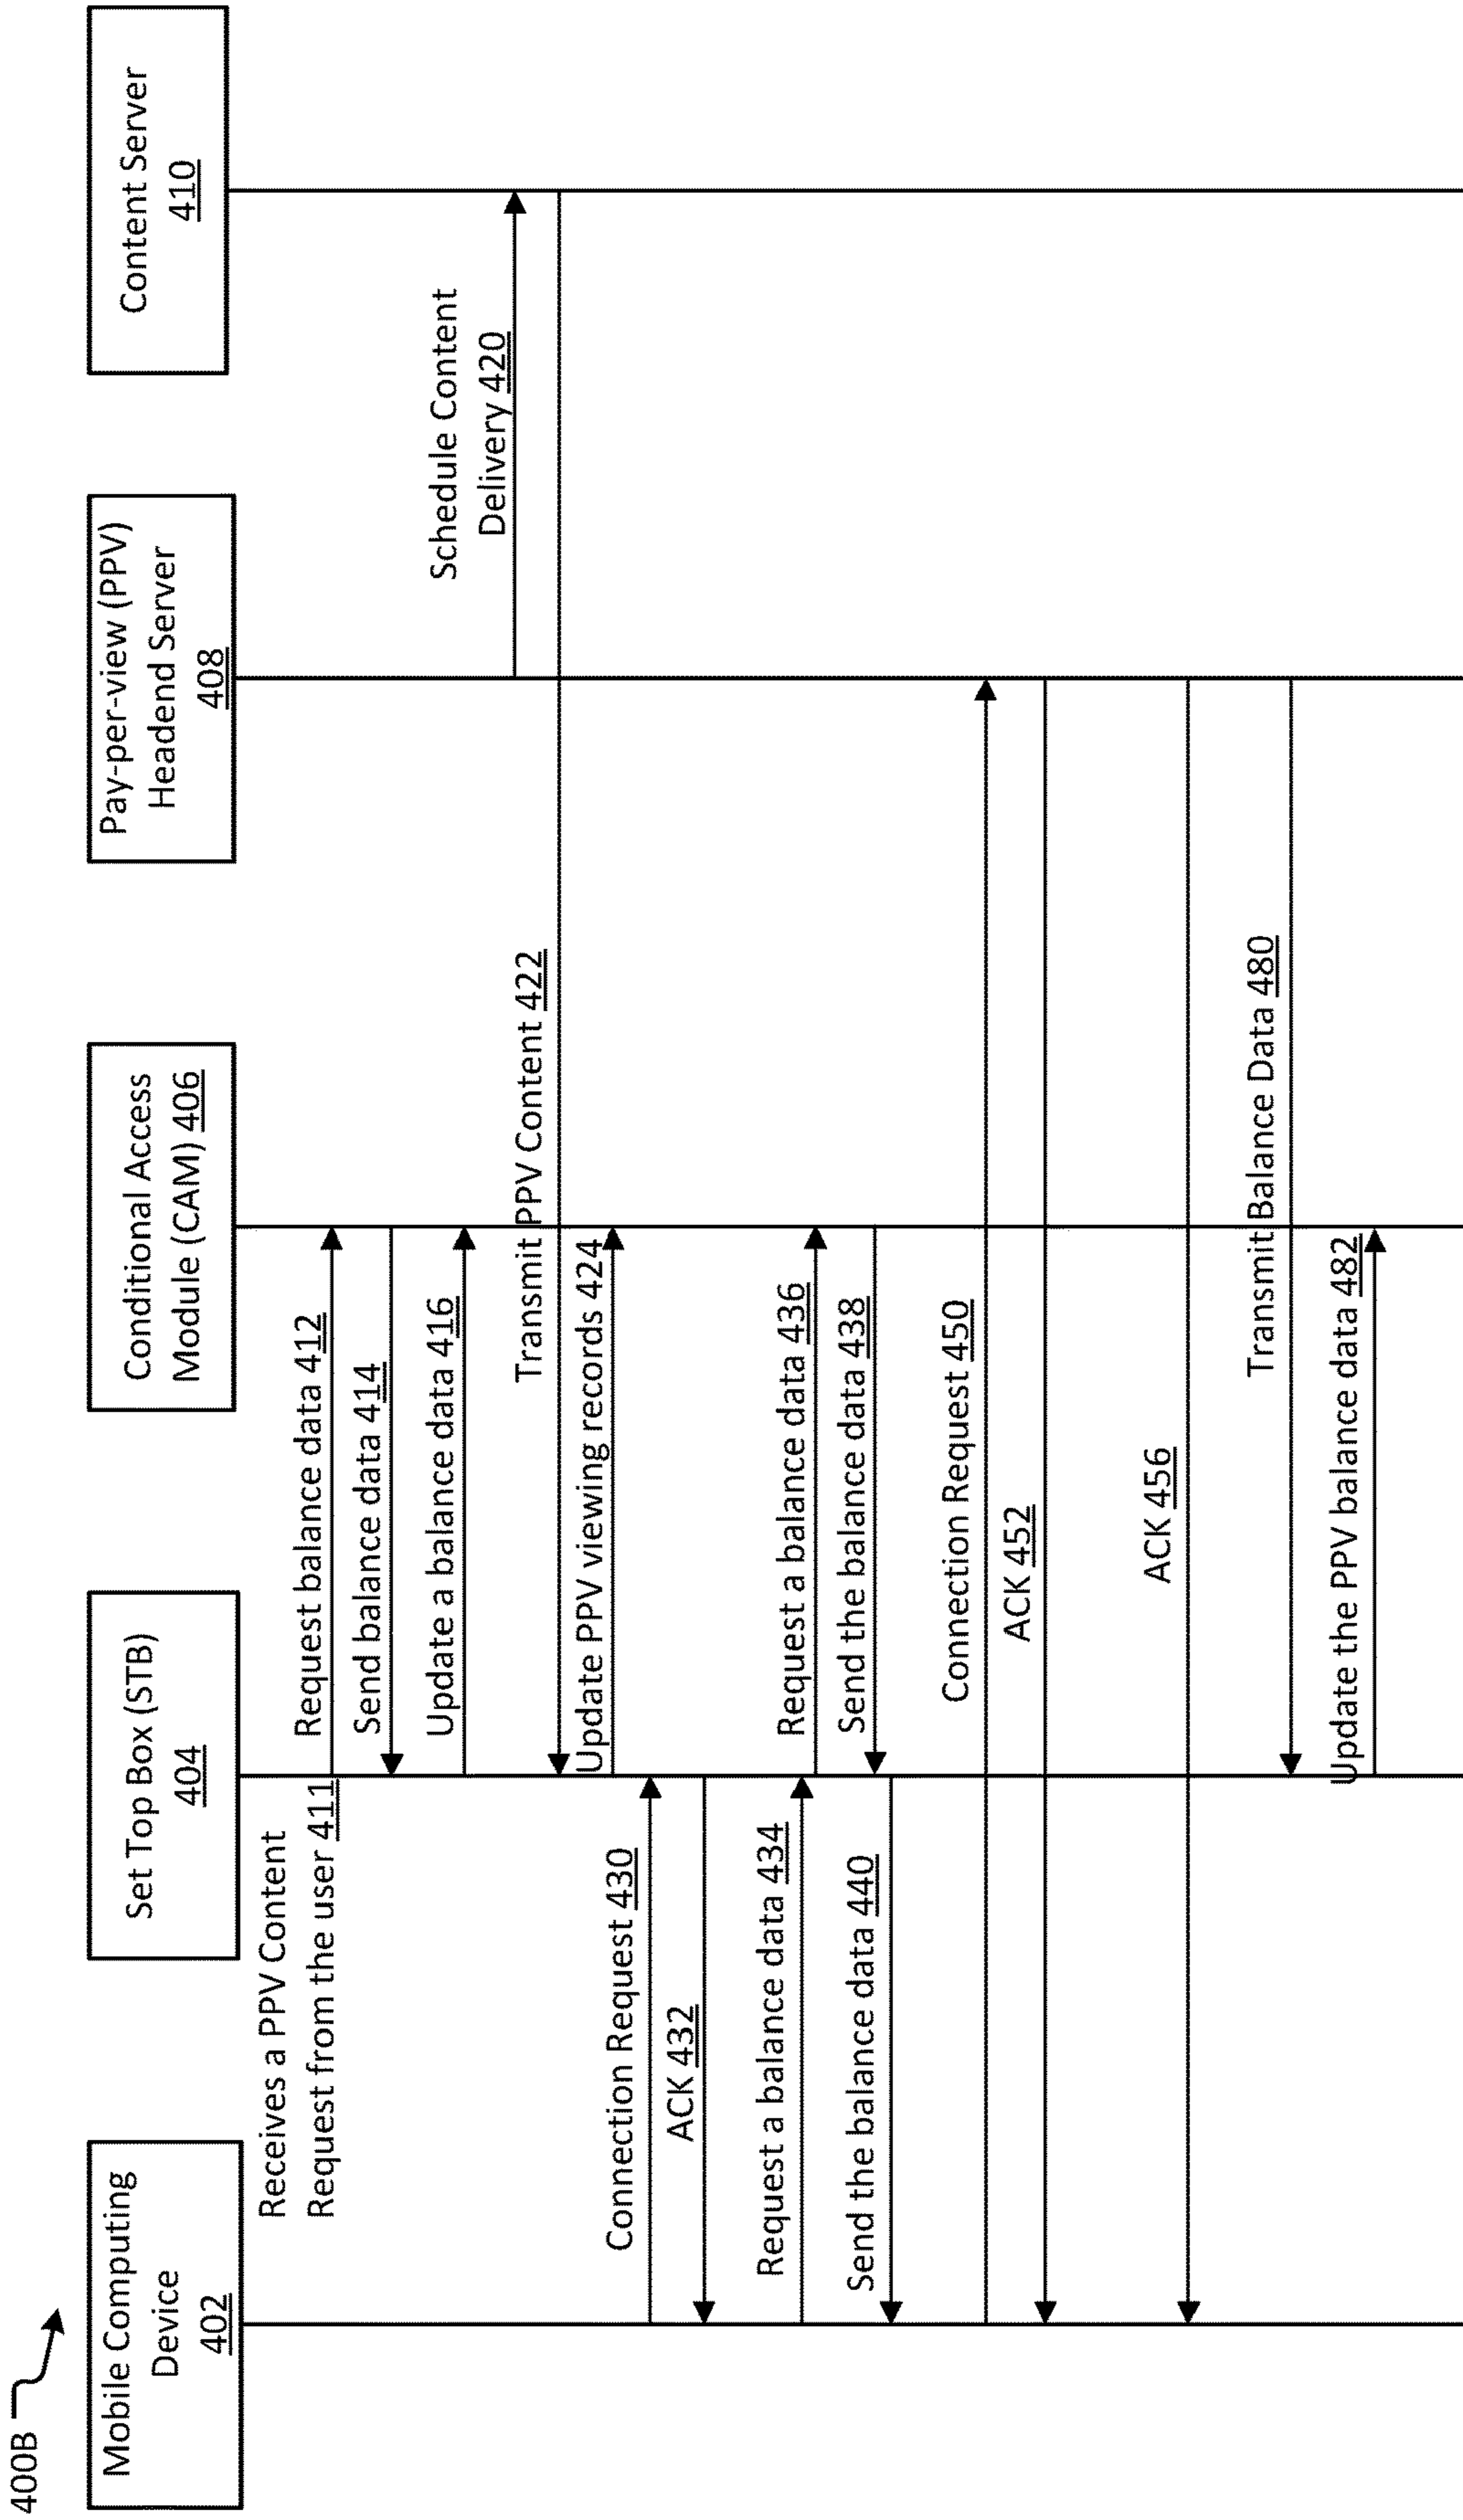 400B
Mobile Computing
Device
402
Set Top Box (STB)
404
Conditional Access
Module (CAM) 406
Pay-per-view (PPV)
Headend Server
408
Content Server
410
Receives a PPV Content
Request from the user 411
Request balance data 412
Send balance data 414
Update a balance data 416
Schedule Content
Delivery 420
Transmit PPV Content 422
Update PPV viewing records 424
Connection Request 430
ACK 432
Request a balance data 434
Request a balance data 436
Send the balance data 438
Send the balance data 440
Connection Request 450
ACK 452
ACK 456
Transmit Balance Data 480
Update the PPV balance data 482